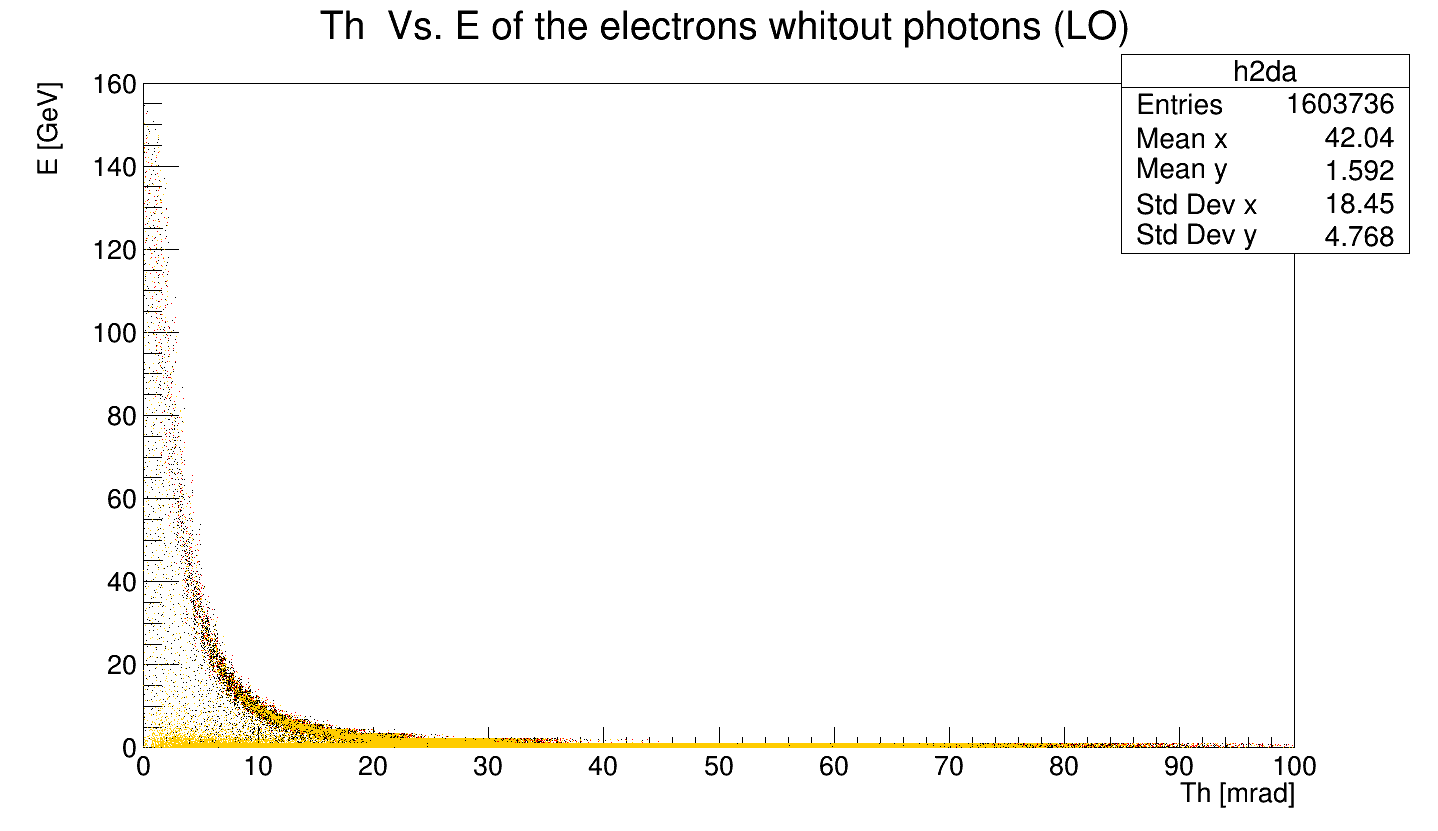 Th Vs. E of the electrons whitout photons (LO)
h2da
Entries 1603736
Mean x 42.04
Mean y 1.592
Std Dev x 18.45
Std Dev y 4.768
E [GeV]
160
140
120
100
80
60
40
20
0
0 10 20 30 40 50 60 70 80 90 100
Th [mrad]